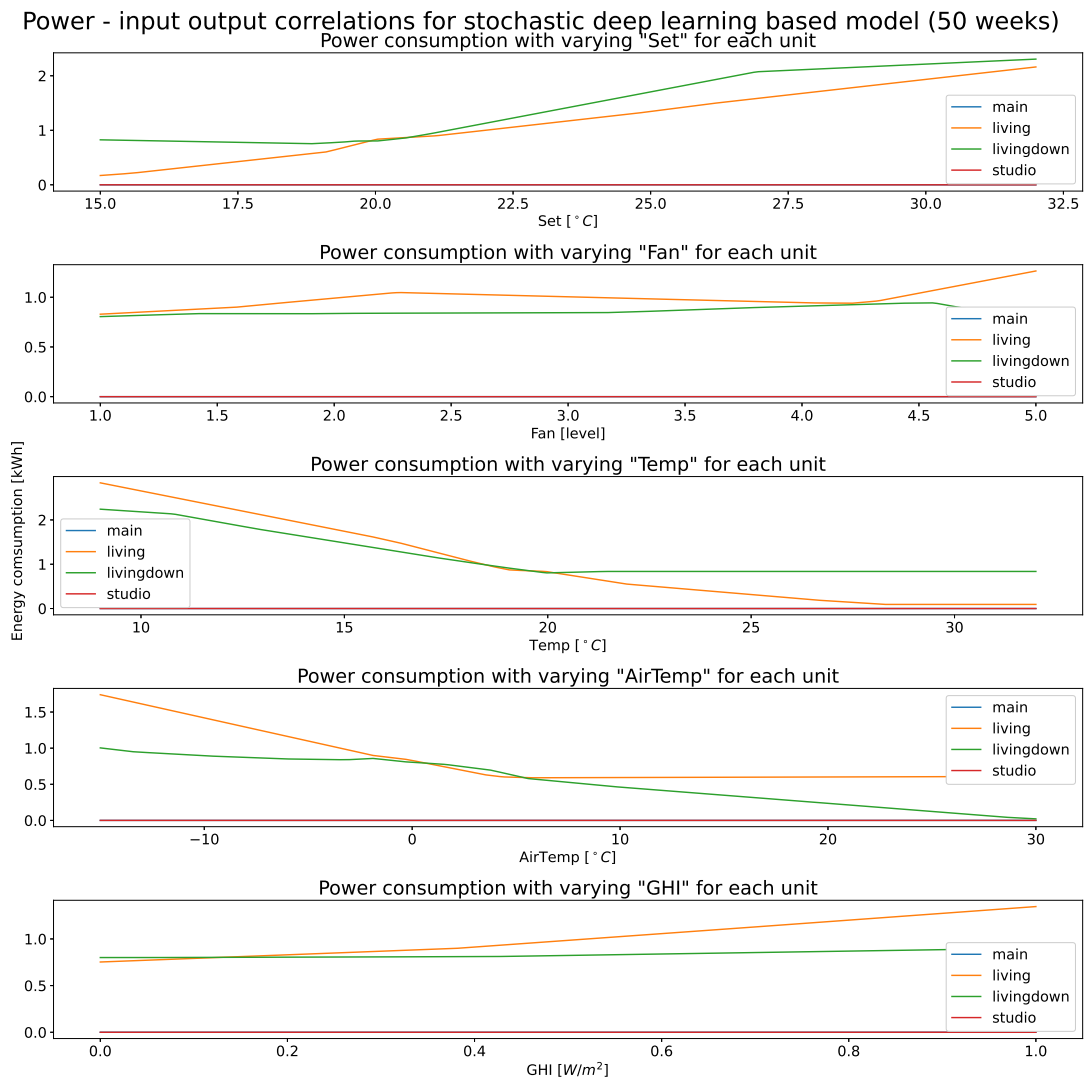 Power - input output correlations for stochastic deep learning based model (50 weeks)
Power consumption with varying "Set" for each unit
2
1
0
main
living
livingdown
studio
15.0 17.5 20.0 22.5 25.0 27.5 30.0 32.5
Set [°C]
Power consumption with varying "Fan" for each unit
1.0
0.5
0.0
main
living
livingdown
studio
1.0 1.5 2.0 2.5 3.0 3.5 4.0 4.5 5.0
Fan [level]
Energy comsumption [kWh]
Power consumption with varying "Temp" for each unit
2
1
0
main
living
livingdown
studio
10 15 20 25 30
Temp [°C]
Power consumption with varying "AirTemp" for each unit
1.5
1.0
0.5
0.0
main
living
livingdown
studio
−10 0 10 20 30
AirTemp [°C]
Power consumption with varying "GHI" for each unit
1.0
0.5
0.0
main
living
livingdown
studio
0.0 0.2 0.4 0.6 0.8 1.0
GHI [W/m²]